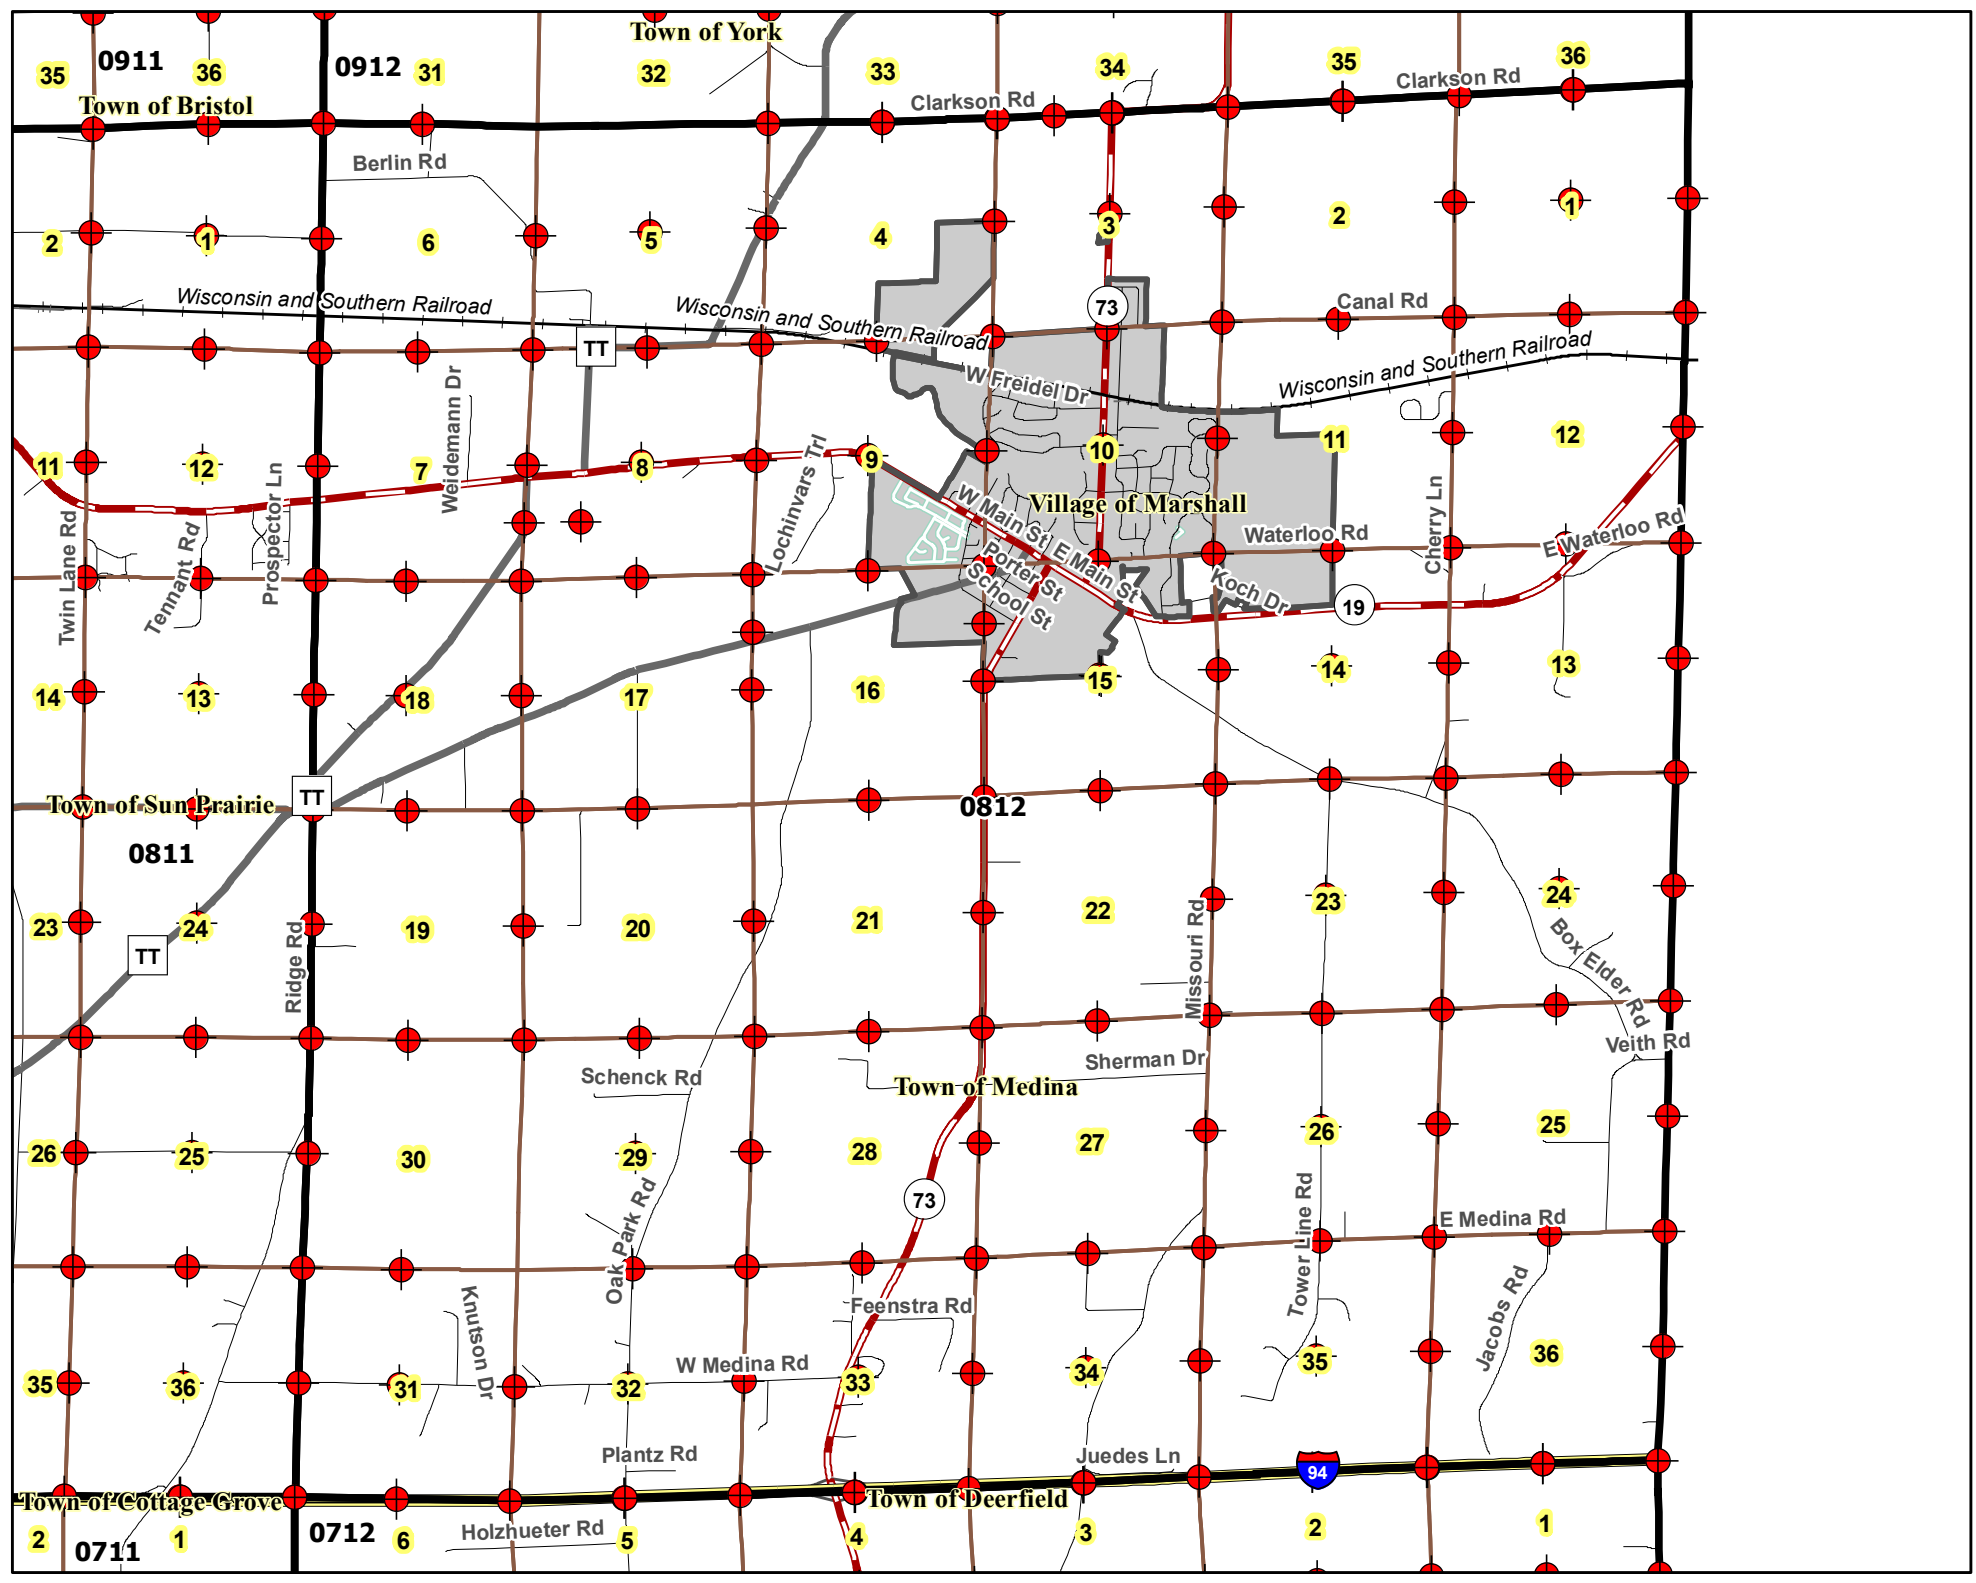 Town of York
0911
0912
35
36
31
32
33
34
35
36
Clarkson Rd
Clarkson Rd
Town of Bristol
Berlin Rd
2
1
6
5
4
3
2
1
Wisconsin and Southern Railroad
Wisconsin and Southern Railroad
73
Canal Rd
TT
W Freidel Dr
Wisconsin and Southern Railroad
11
12
7
8
9
10
11
12
Weidemann Dr
Lochinvars Trl
Prospector Ln
Twin Lane Rd
Tennant Rd
W Main St
Village of Marshall
Waterloo Rd
Cherry Ln
E Waterloo Rd
Porter St
School St
E Main St
Koch Dr
19
14
13
18
17
16
15
14
13
TT
Town of Sun Prairie
0811
0812
23
24
19
20
21
22
23
24
TT
Ridge Rd
Missouri Rd
Box Elder Rd
Veith Rd
Schenck Rd
Sherman Dr
Town of Medina
26
25
30
29
28
27
26
25
73
Oak Park Rd
Tower Line Rd
E Medina Rd
Knutson Dr
Feenstra Rd
Jacobs Rd
W Medina Rd
35
36
31
32
33
34
35
36
Plantz Rd
Juedes Ln
94
Town of Cottage Grove
Town of Deerfield
0711
0712
Holzhueter Rd
2
1
6
5
4
3
2
1